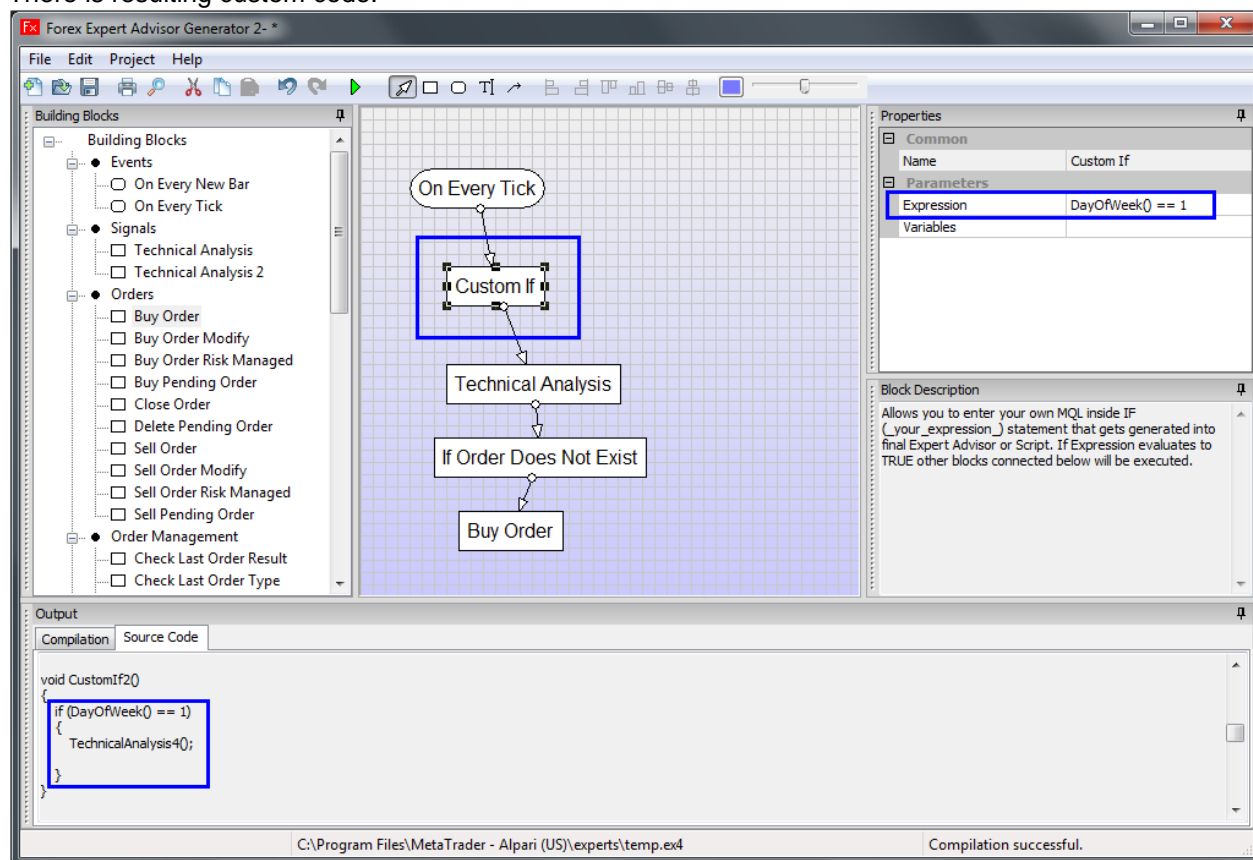 There is resulting custom code:
Forex Expert Advisor Generator 2- *
File Edit Project Help
Building Blocks
Building Blocks
Events
On Every New Bar
On Every Tick
Signals
Technical Analysis
Technical Analysis 2
Orders
Buy Order
Buy Order Modify
Buy Order Risk Managed
Buy Pending Order
Close Order
Delete Pending Order
Sell Order
Sell Order Modify
Sell Order Risk Managed
Sell Pending Order
Order Management
Check Last Order Result
Check Last Order Type
On Every Tick
Custom If
Technical Analysis
If Order Does Not Exist
Buy Order
Properties
Common
Name Custom If
Parameters
Expression DayOfWeek() == 1
Variables
Block Description
Allows you to enter your own MQL inside IF
(_your_expression_) statement that gets generated into
final Expert Advisor or Script. If Expression evaluates to
TRUE other blocks connected below will be executed.
Output
Compilation Source Code
void CustomIf2()
{
if (DayOfWeek() == 1)
{
TechnicalAnalysis4();
}
}
C:\Program Files\MetaTrader - Alpari (US)\experts\temp.ex4 Compilation successful.